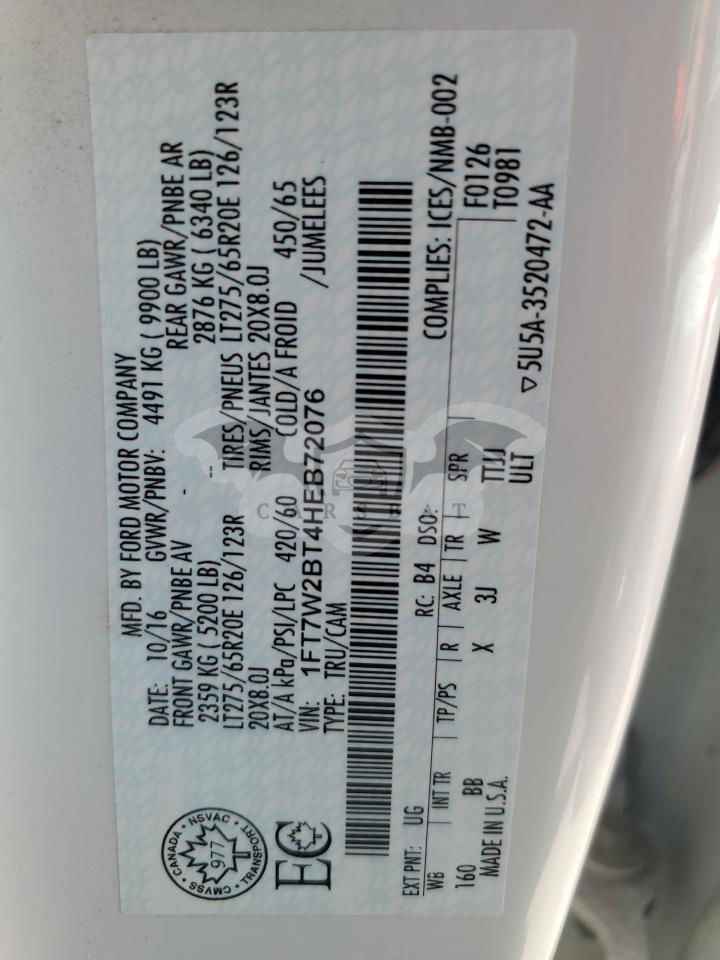 MFD. BY FORD MOTOR COMPANY
DATE: 10/16 GVWR/PNBV: 4491 KG ( 9900 LB)
FRONT GAWR/PNBE AV - REAR GAWR/PNBE AR
2359 KG ( 5200 LB) -- 2876 KG ( 6340 LB)
LT275/65R20E 126/123R TIRES/PNEUS LT275/65R20E 126/123R
20X8.0J RIMS/JANTES 20X8.0J
AT/A kPa/PSI/LPC 420/60 COLD/A FROID 450/65
VIN: 1FT7W2BT4HEB72076 /JUMELEES
TYPE: TRU/CAM
CANADA • NSVAC • TRANSPORT • CMVSS •
977
EC
EXT PNT: UG RC: B4 DSO: COMPLIES: ICES/NMB-002
WB INT TR TP/PS R AXLE TR SPR F0126
160 BB X 3J W TTJJ T0981
MADE IN U.S.A. ULT ▽5U5A-3520472-AA
CARSBAT